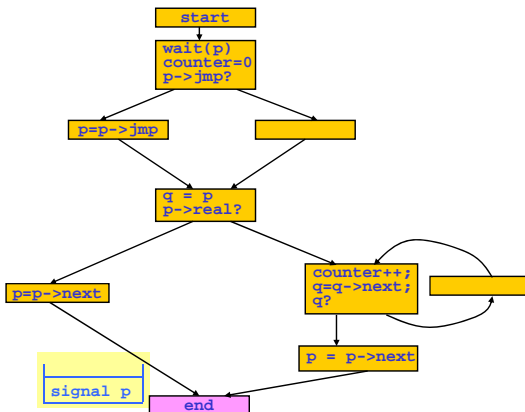 start
wait(p)
counter=0
p->jmp?
p=p->jmp
q = p
p->real?
p=p->next
counter++;
q=q->next;
q?
p = p->next
signal p
end